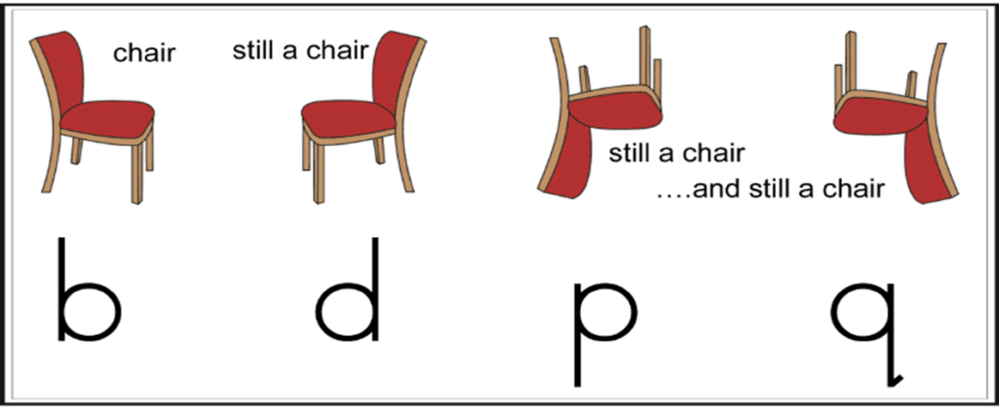 chair
still a chair
still a chair
….and still a chair
b d p q